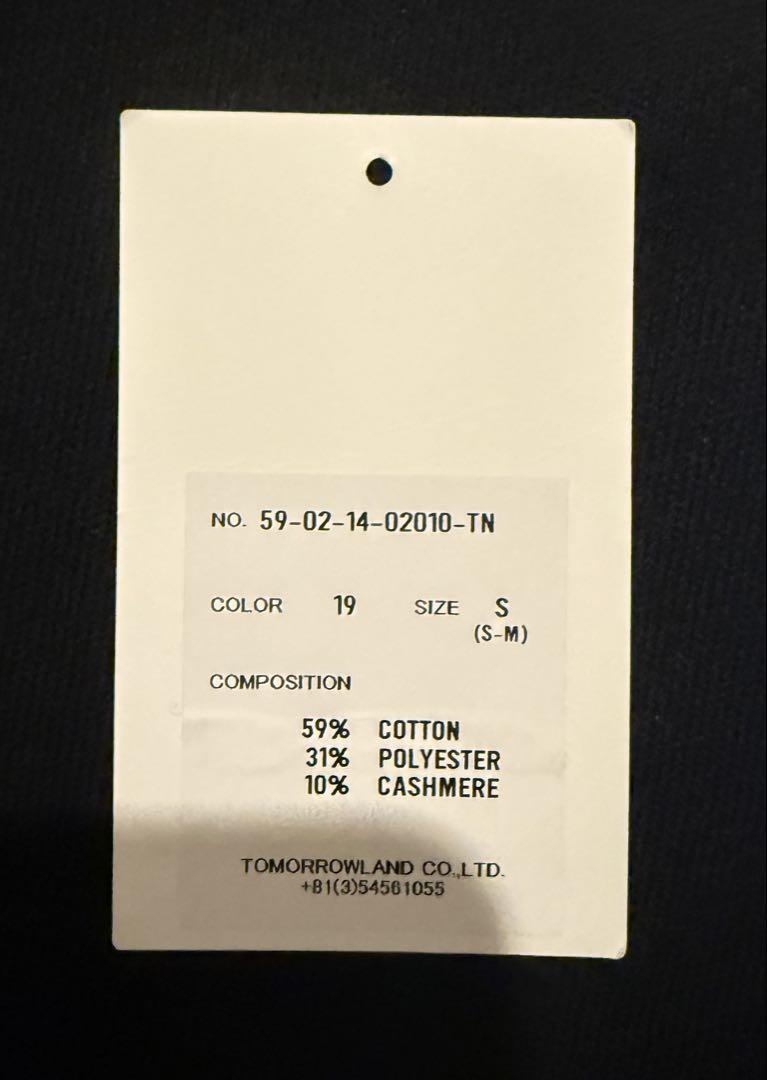 NO. 59-02-14-02010-TN
COLOR 19 SIZE S
(S-M)
COMPOSITION
59% COTTON
31% POLYESTER
10% CASHMERE
TOMORROWLAND CO.,LTD.
+81(3)54561055